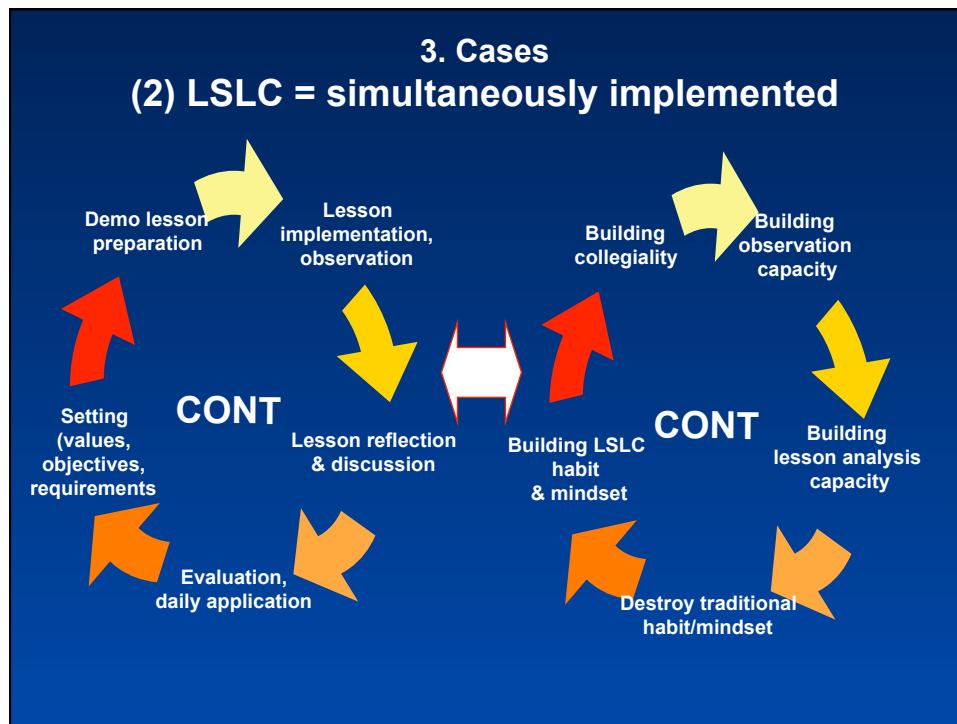 3. Cases
(2) LSLC = simultaneously implemented
Demo lesson
preparation
Lesson
implementation,
observation
Setting
(values,
objectives,
requirements
CONT
Lesson reflection
& discussion
Evaluation,
daily application
Building
collegiality
Building
observation
capacity
Building LSLC
habit
& mindset
CONT
Building
lesson analysis
capacity
Destroy traditional
habit/mindset